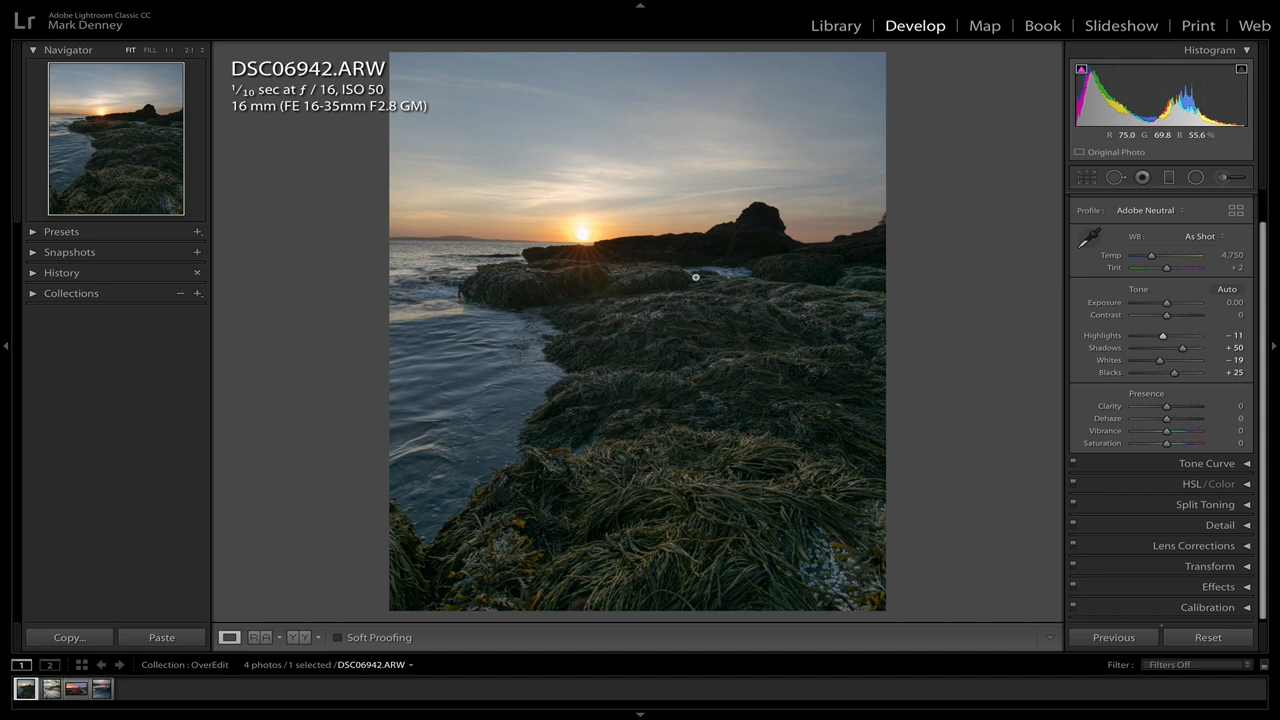 Lr Adobe Lightroom Classic CC
Mark Denney
Library | Develop | Map | Book | Slideshow | Print | Web
Navigator FIT FILL 1:1 2:1
Presets
Snapshots
History
Collections
Copy... Paste
DSC06942.ARW
1/10 sec at ƒ / 16, ISO 50
16 mm (FE 16-35mm F2.8 GM)
Soft Proofing
Histogram
R 75.0 G 69.8 B 55.6 %
Original Photo
Profile : Adobe Neutral
WB : As Shot
Temp 4,750
Tint + 2
Tone Auto
Exposure 0.00
Contrast 0
Highlights − 11
Shadows + 50
Whites − 19
Blacks + 25
Presence
Clarity 0
Dehaze 0
Vibrance 0
Saturation 0
Tone Curve
HSL / Color
Split Toning
Detail
Lens Corrections
Transform
Effects
Calibration
Previous Reset
1 2 Collection : OverEdit 4 photos / 1 selected / DSC06942.ARW Filter : Filters Off